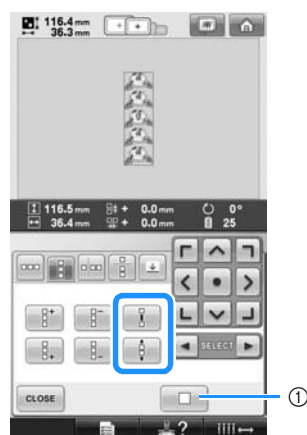 116.4 mm
36.3 mm
116.5 mm + 0.0 mm 0°
36.4 mm + 0.0 mm 25
SELECT
CLOSE
①
?